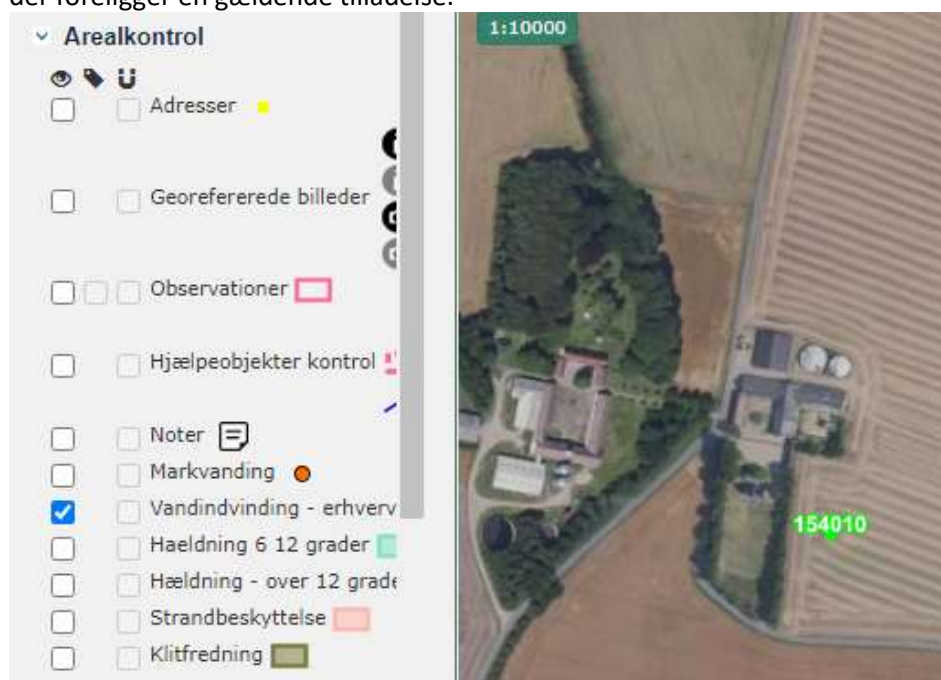 der foreligger en gældende tilladelse.
Arealkontrol
Adresser
Georefererede billeder
Observationer
Hjælpeobjekter kontrol
Noter
Markvanding
Vandindvinding - erhverv
Haeldning 6 12 grader
Hældning - over 12 grade
Strandbeskyttelse
Klitfredning
1:10000
154010